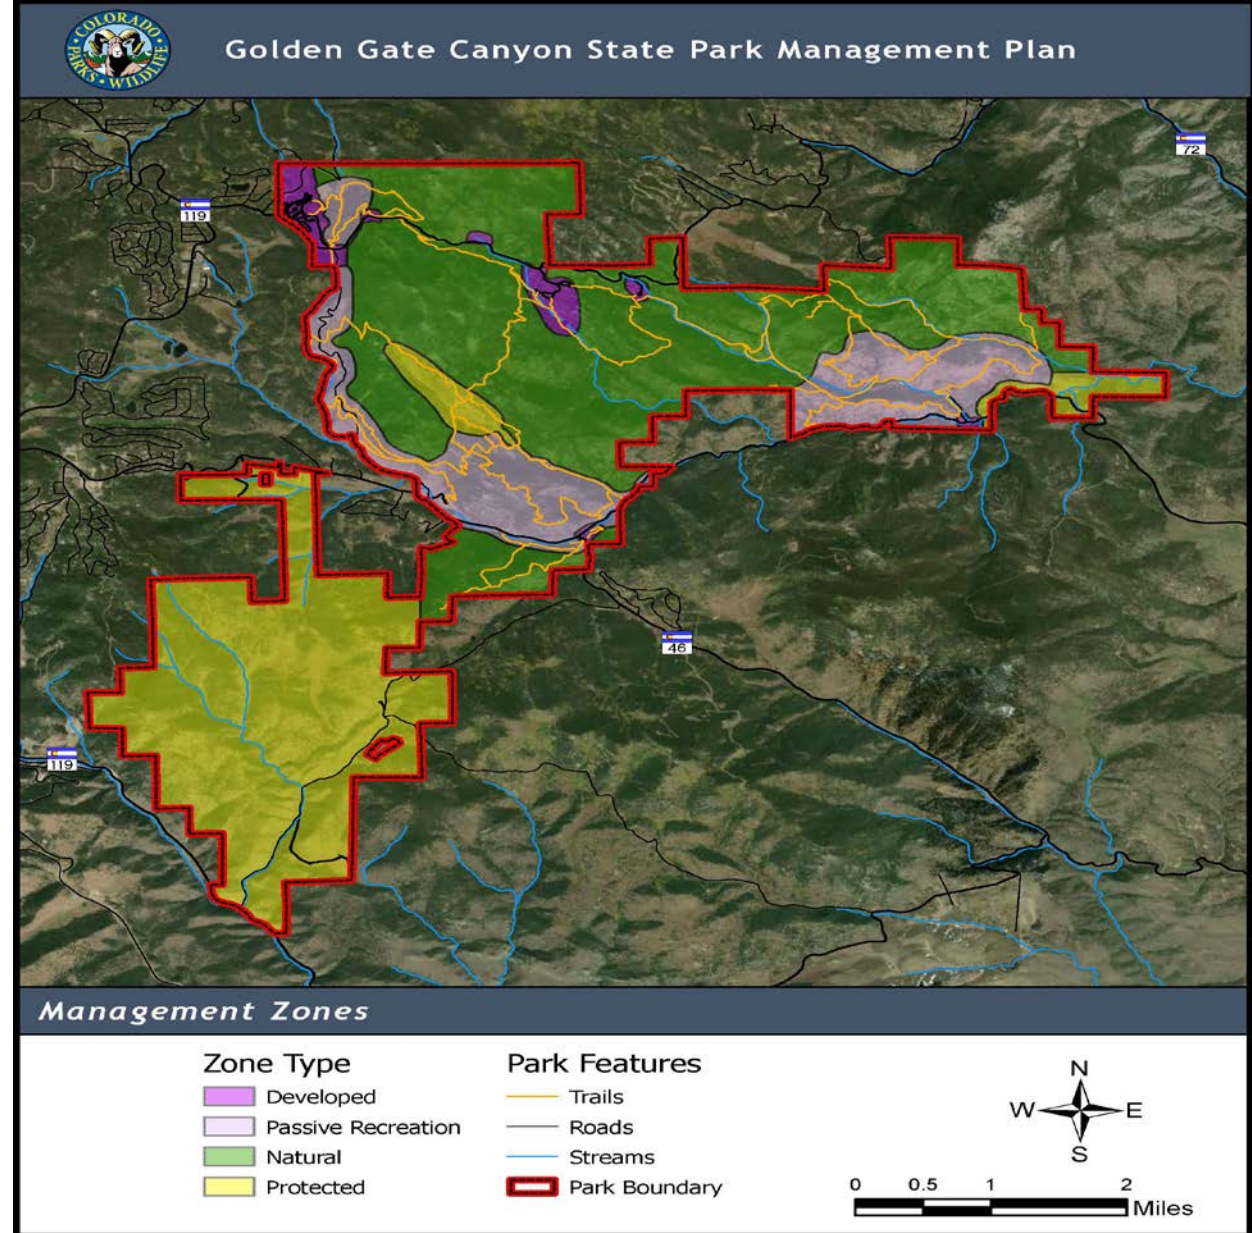 COLORADO
PARKS • WILDLIFE
Golden Gate Canyon State Park Management Plan
72
119
46
119
Management Zones
Zone Type
Developed
Passive Recreation
Natural
Protected
Park Features
Trails
Roads
Streams
Park Boundary
N
W E
S
0 0.5 1 2
Miles